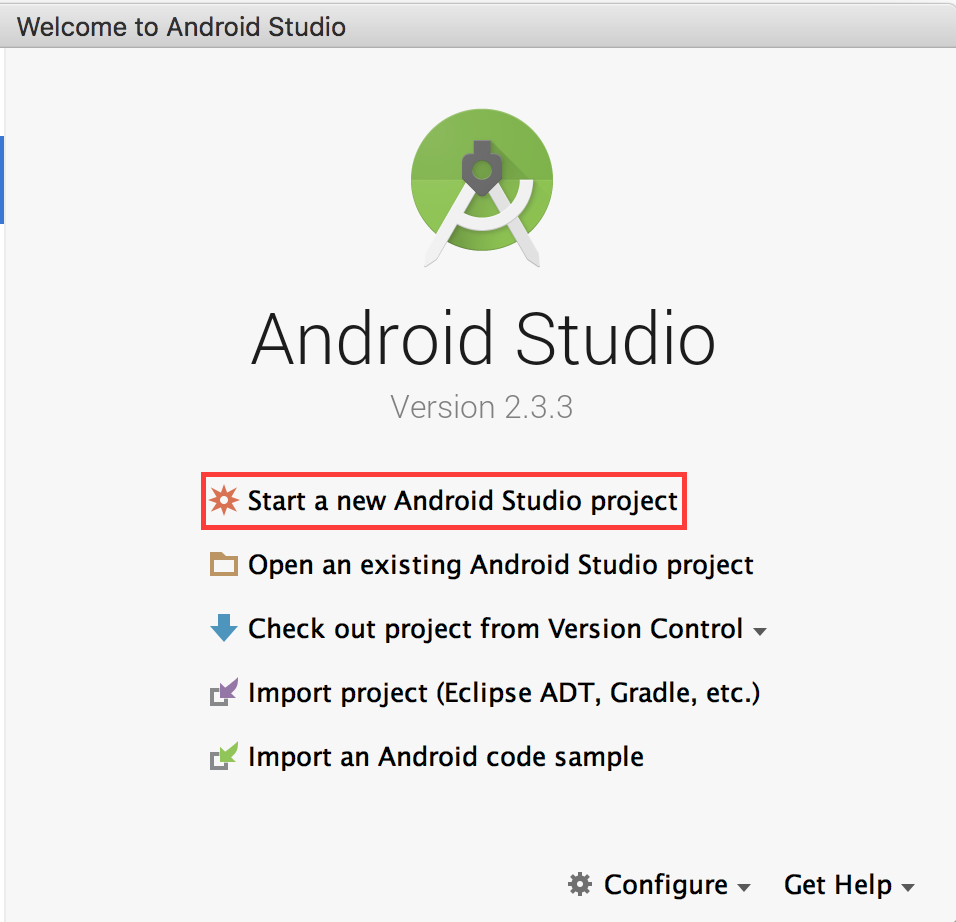 Welcome to Android Studio
Android Studio
Version 2.3.3
Start a new Android Studio project
Open an existing Android Studio project
Check out project from Version Control
Import project (Eclipse ADT, Gradle, etc.)
Import an Android code sample
Configure Get Help